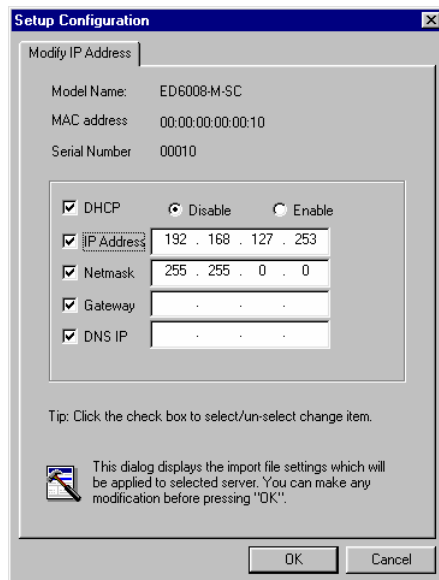 Setup Configuration
Modify IP Address
Model Name: ED6008-M-SC
MAC address 00:00:00:00:00:10
Serial Number 00010
DHCP Disable Enable
IP Address 192 . 168 . 127 . 253
Netmask 255 . 255 . 0 . 0
Gateway . . .
DNS IP . . .
Tip: Click the check box to select/un-select change item.
This dialog displays the import file settings which will
be applied to selected server. You can make any
modification before pressing "OK".
OK Cancel